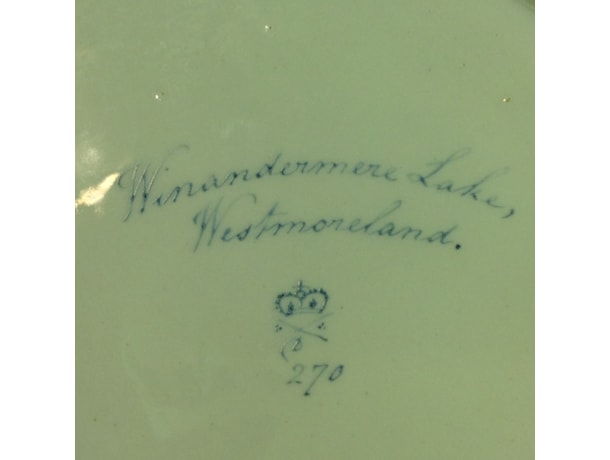 Winandermere Lake,
Westmoreland.
D
270